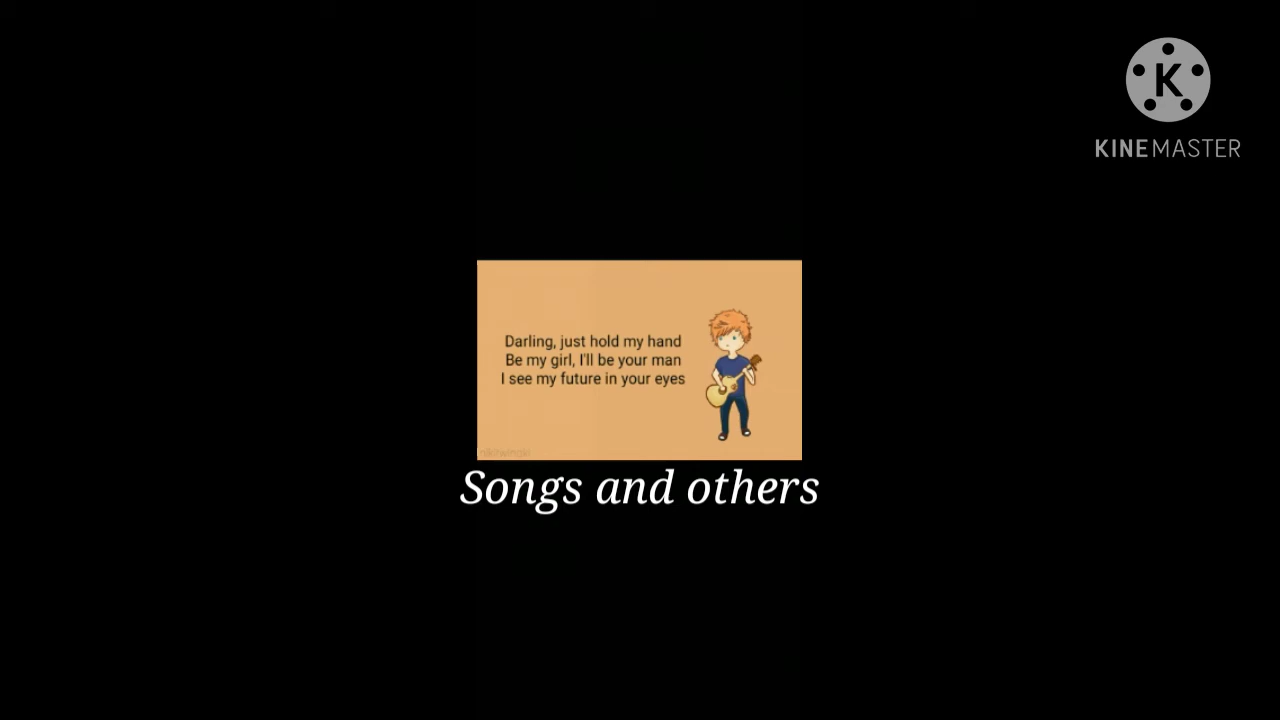 K
KINEMASTER
Darling, just hold my hand
Be my girl, I'll be your man
I see my future in your eyes
Songs and others